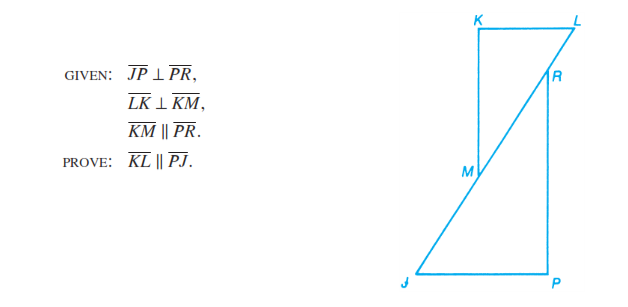 GIVEN: JP ⊥ PR,
LK ⊥ KM,
KM ∥ PR.
PROVE: KL ∥ PJ.
K
L
R
M
J
P